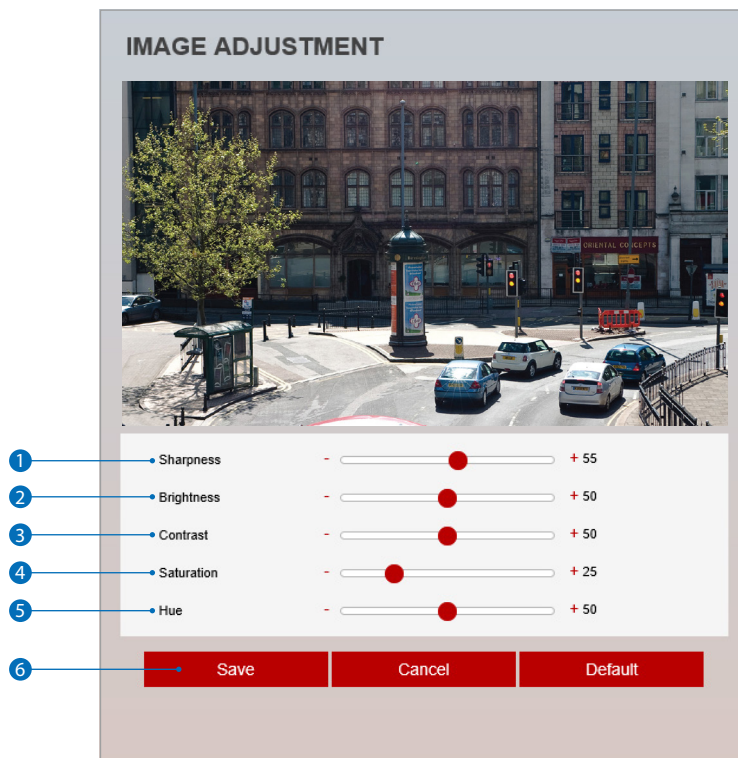 IMAGE ADJUSTMENT
ORIENTAL CONCEPTS
1 Sharpness - + 55
2 Brightness - + 50
3 Contrast - + 50
4 Saturation - + 25
5 Hue - + 50
6 Save Cancel Default